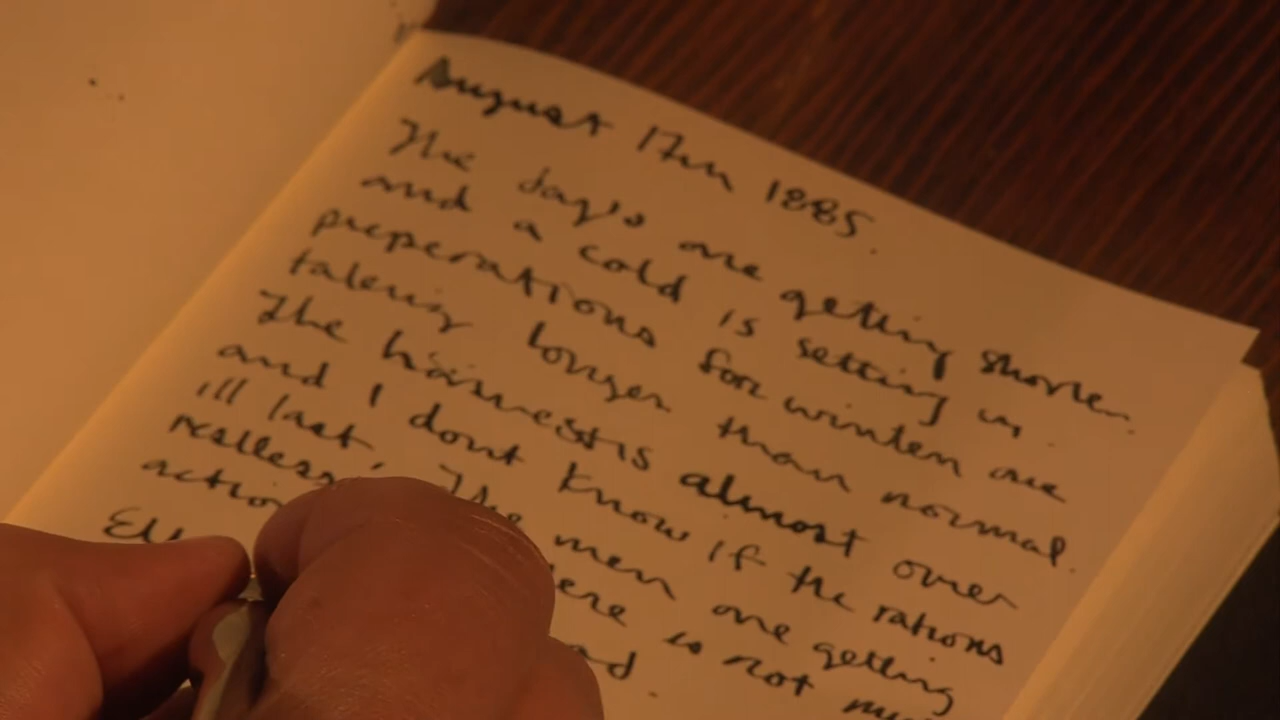 August 17th 1885.
The days are getting shorter
and a cold is setting in.
preperations for winter are
taking longer than normal.
The harvest is almost over
and I dont know if the rations
ill last. The men are getting
restless. there is not